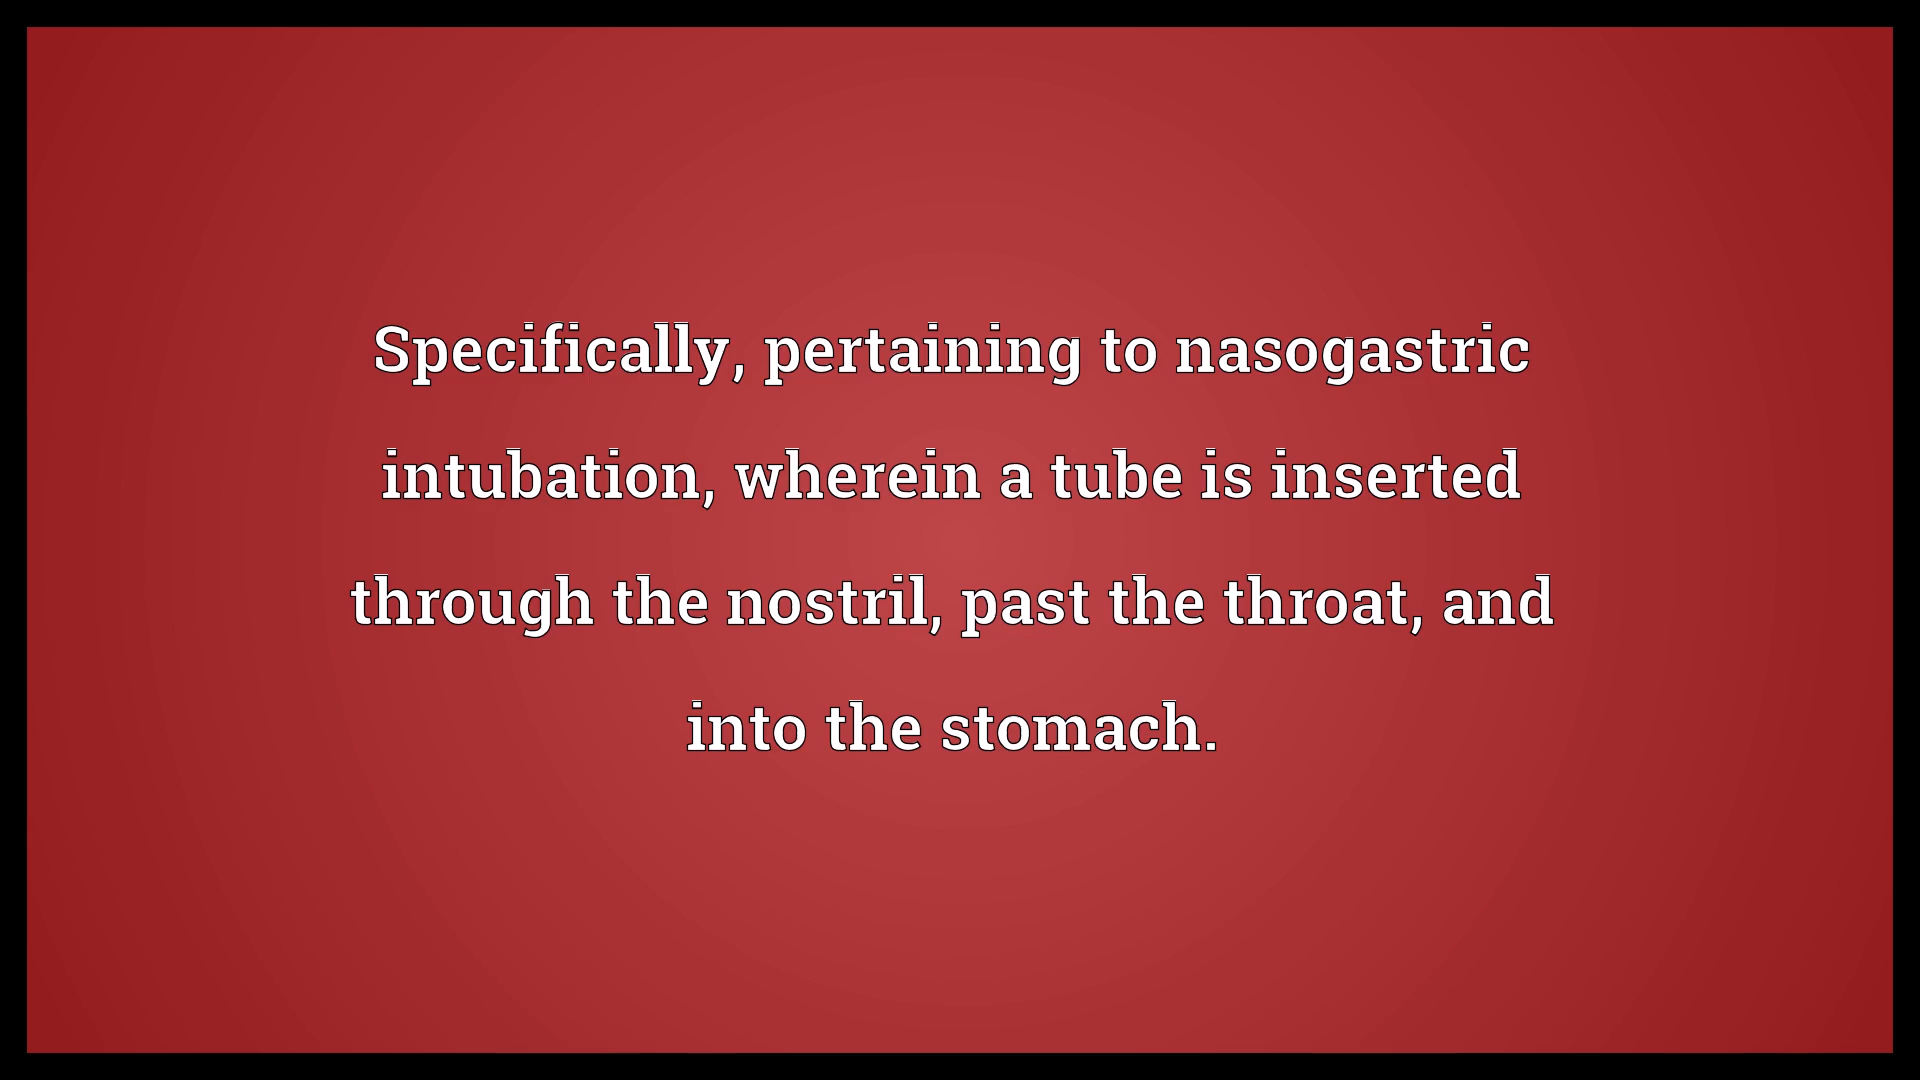 Specifically, pertaining to nasogastric
intubation, wherein a tube is inserted
through the nostril, past the throat, and
into the stomach.